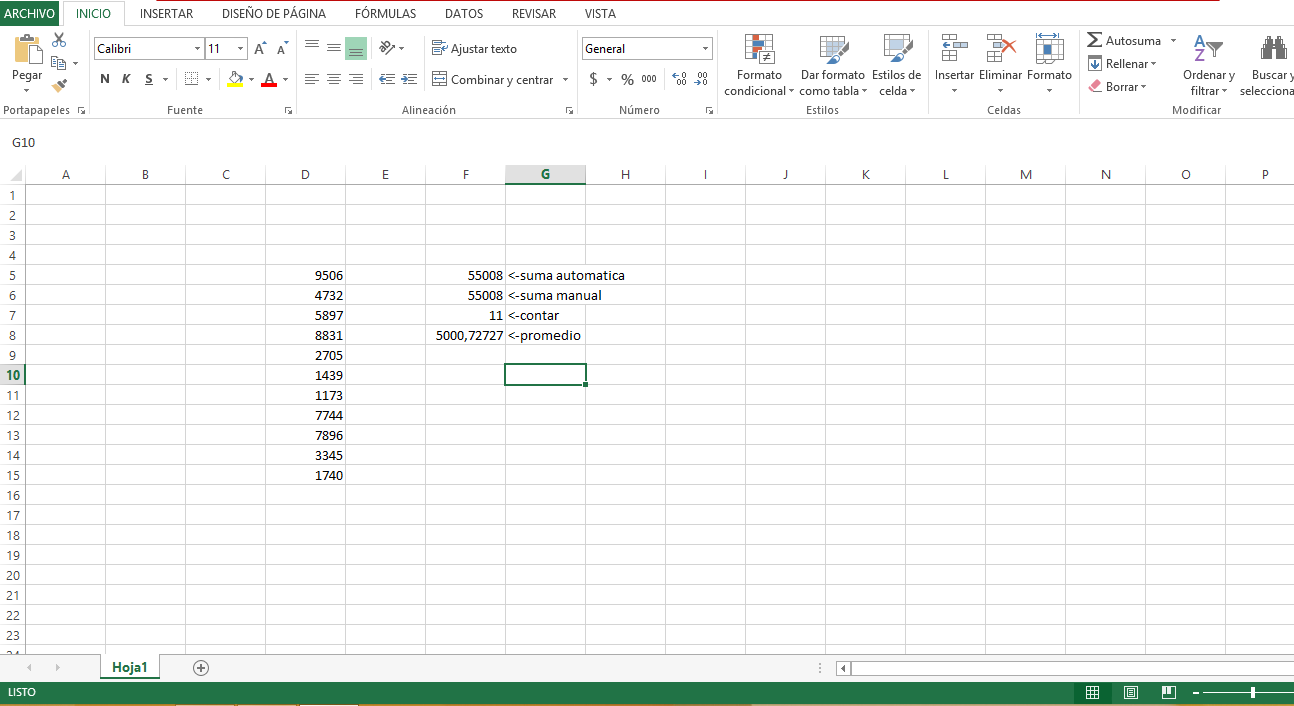 ARCHIVO INICIO INSERTAR DISEÑO DE PÁGINA FÓRMULAS DATOS REVISAR VISTA
Calibri 11 A A Ajustar texto General Autosuma
Pegar N K S A Combinar y centrar $ % 000 Formato condicional Dar formato como tabla Estilos de celda Insertar Eliminar Formato Rellenar Borrar Ordenar y filtrar Buscar y
Portapapeles Fuente Alineación Número Estilos Celdas Modificar
G10
A B C D E F G H I J K L M N O P
1
2
3
4
5 9506 55008 <-suma automatica
6 4732 55008 <-suma manual
7 5897 11 <-contar
8 8831 5000,72727 <-promedio
9 2705
10 1439
11 1173
12 7744
13 7896
14 3345
15 1740
16
17
18
19
20
21
22
23
Hoja1
LISTO